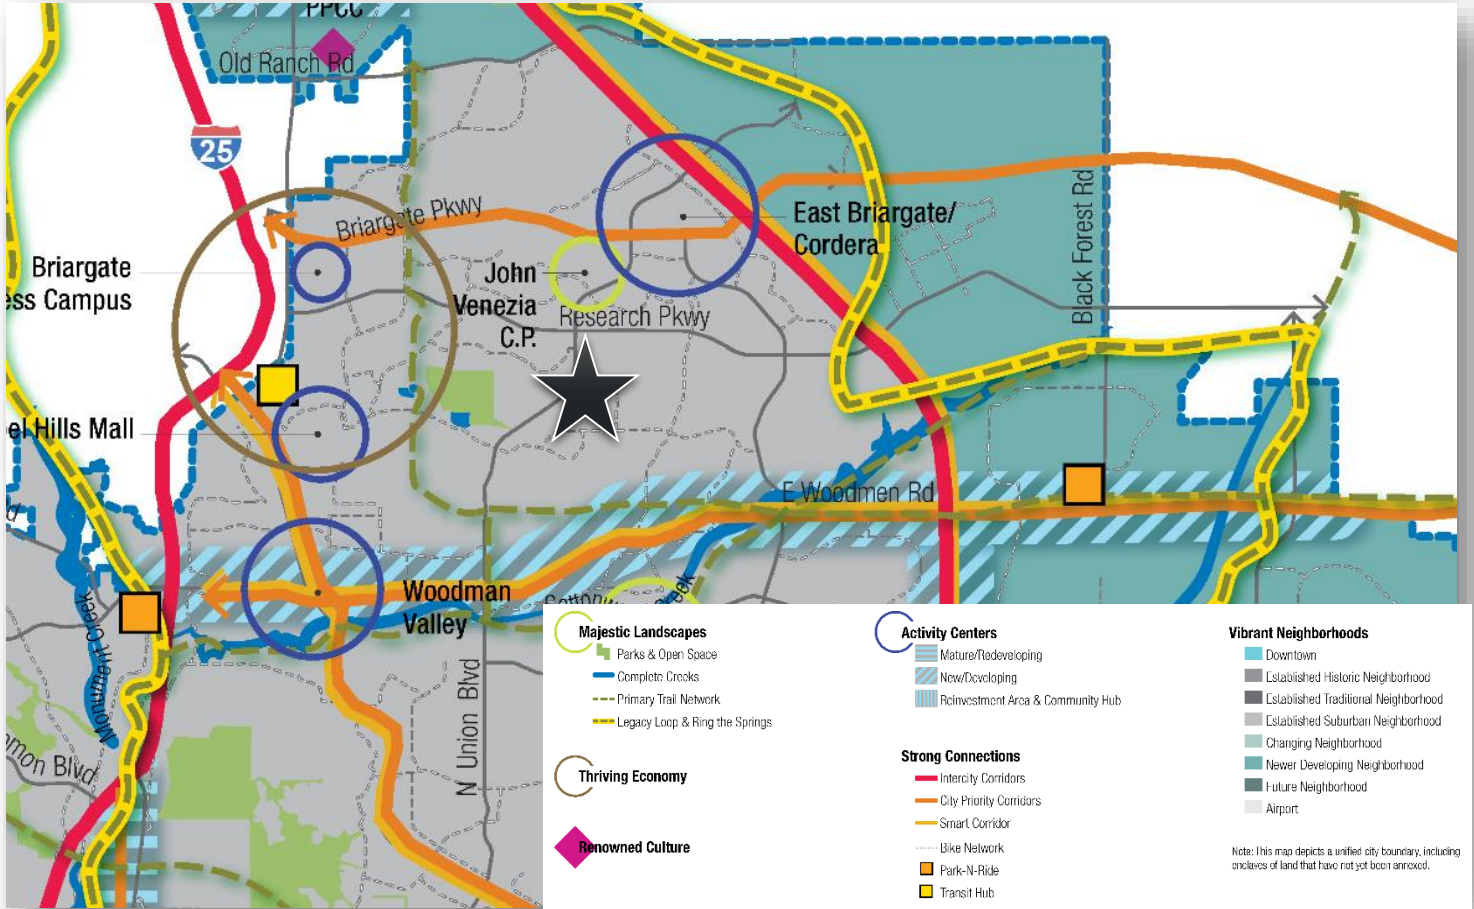 PPCC
Old Ranch Rd
25
Briargate Pkwy
East Briargate/
Cordera
Black Forest Rd
Briargate
ess Campus
John
Venezia
C.P.
Research Pkwy
el Hills Mall
E Woodmen Rd
Woodman
Valley
Creek
Monument Creek
N Union Blvd
mon Blvd
Majestic Landscapes
Parks & Open Space
Complete Creeks
Primary Trail Network
Legacy Loop & Ring the Springs
Thriving Economy
Renowned Culture
Activity Centers
Mature/Redeveloping
New/Developing
Reinvestment Area & Community Hub
Strong Connections
Intercity Corridors
City Priority Corridors
Smart Corridor
Bike Network
Park-N-Ride
Transit Hub
Vibrant Neighborhoods
Downtown
Established Historic Neighborhood
Established Traditional Neighborhood
Established Suburban Neighborhood
Changing Neighborhood
Newer Developing Neighborhood
Future Neighborhood
Airport
Note: This map depicts a unified city boundary, including
enclaves of land that have not yet been annexed.